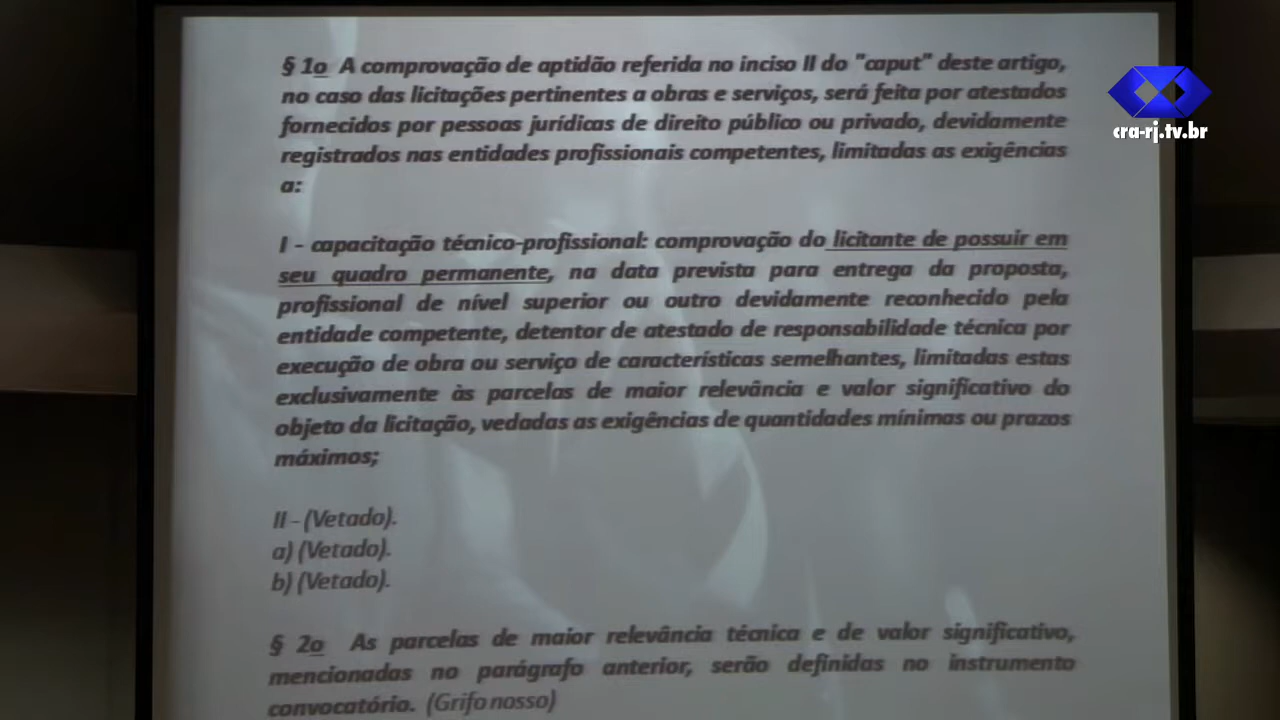 § 1o A comprovação de aptidão referida no inciso II do "caput" deste artigo,
no caso das licitações pertinentes a obras e serviços, será feita por atestados
fornecidos por pessoas jurídicas de direito público ou privado, devidamente
registrados nas entidades profissionais competentes, limitadas as exigências
a:
I - capacitação técnico-profissional: comprovação do licitante de possuir em
seu quadro permanente, na data prevista para entrega da proposta,
profissional de nível superior ou outro devidamente reconhecido pela
entidade competente, detentor de atestado de responsabilidade técnica por
execução de obra ou serviço de características semelhantes, limitadas estas
exclusivamente às parcelas de maior relevância e valor significativo do
objeto da licitação, vedadas as exigências de quantidades mínimas ou prazos
máximos;
II - (Vetado).
a) (Vetado).
b) (Vetado).
§ 2o As parcelas de maior relevância técnica e de valor significativo,
mencionadas no parágrafo anterior, serão definidas no instrumento
convocatório. (Grifo nosso)
cra-rj.tv.br